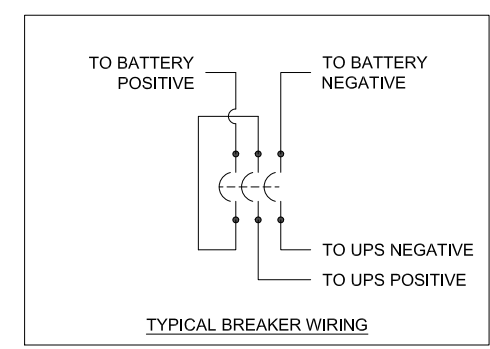 TO BATTERY
POSITIVE
TO BATTERY
NEGATIVE
TO UPS NEGATIVE
TO UPS POSITIVE
TYPICAL BREAKER WIRING